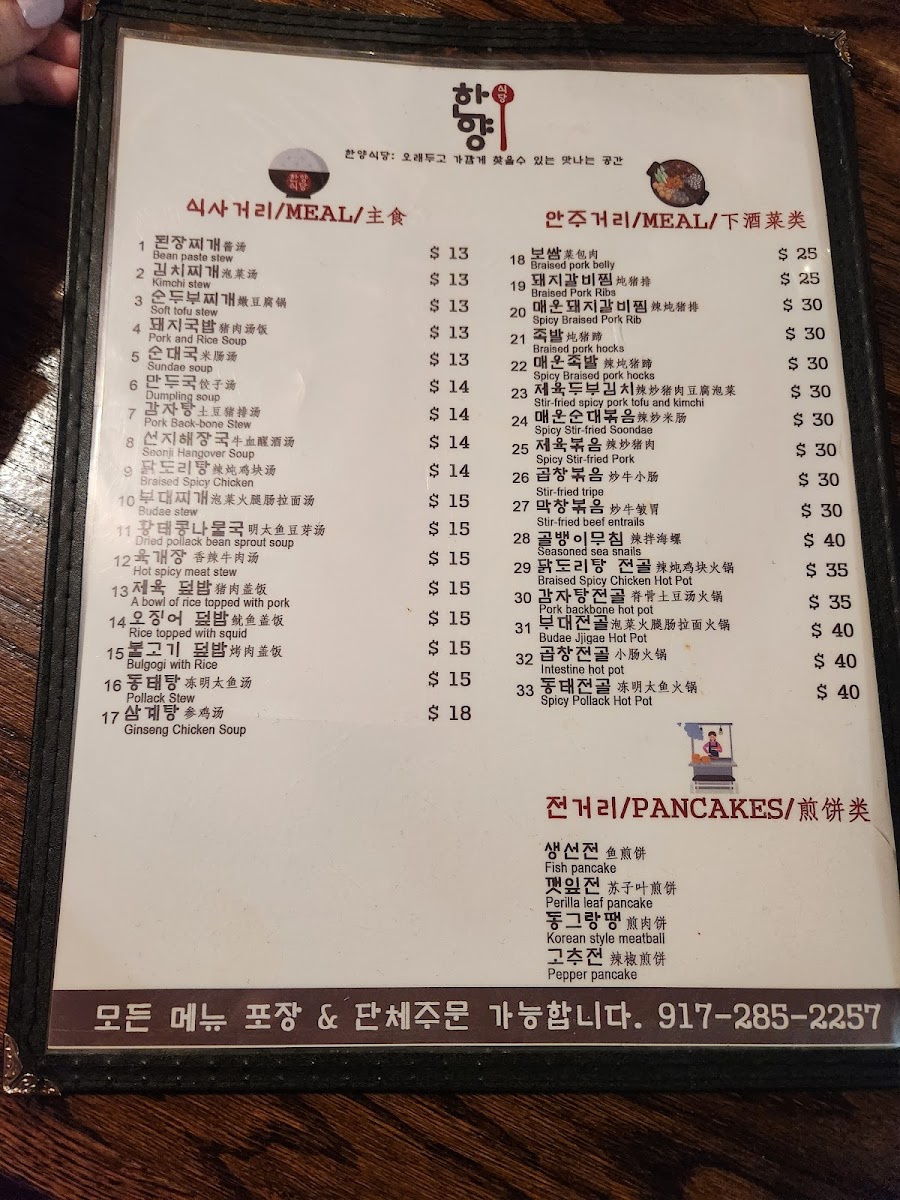 한양
식당
한양식당: 오래두고 가깝게 찾을수 있는 맛나는 공간
한양
식당
식사거리/MEAL/主食
1 된장찌개 酱汤 $ 13
Bean paste stew
2 김치찌개 泡菜汤 $ 13
Kimchi stew
3 순두부찌개 嫩豆腐锅 $ 13
Soft tofu stew
4 돼지국밥 猪肉汤饭 $ 13
Pork and Rice Soup
5 순대국 米肠汤 $ 13
Sundae soup
6 만두국 饺子汤 $ 14
Dumpling soup
7 감자탕 土豆猪排汤 $ 14
Pork Back-bone Stew
8 선지해장국 牛血醒酒汤 $ 14
Seonji Hangover Soup
9 닭도리탕 辣炖鸡块汤 $ 14
Braised Spicy Chicken
10 부대찌개 泡菜火腿肠拉面汤 $ 15
Budae stew
11 황태콩나물국 明太鱼豆芽汤 $ 15
Dried pollack bean sprout soup
12 육개장 香辣牛肉汤 $ 15
Hot spicy meat stew
13 제육 덮밥 猪肉盖饭 $ 15
A bowl of rice topped with pork
14 오징어 덮밥 鱿鱼盖饭 $ 15
Rice topped with squid
15 불고기 덮밥 烤肉盖饭 $ 15
Bulgogi with Rice
16 동태탕 冻明太鱼汤 $ 15
Pollack Stew
17 삼계탕 参鸡汤 $ 18
Ginseng Chicken Soup
안주거리/MEAL/下酒菜类
18 보쌈 菜包肉 $ 25
Braised pork belly
19 돼지갈비찜 炖猪排 $ 25
Braised Pork Ribs
20 매운돼지갈비찜 辣炖猪排 $ 30
Spicy Braised Pork Rib
21 족발 炖猪蹄 $ 30
Braised pork hocks
22 매운족발 辣炖猪蹄 $ 30
Spicy Braised pork hocks
23 제육두부김치 辣炒猪肉豆腐泡菜 $ 30
Stir-fried spicy pork tofu and kimchi
24 매운순대볶음 辣炒米肠 $ 30
Spicy Stir-fried Soondae
25 제육볶음 辣炒猪肉 $ 30
Spicy Stir-fried Pork
26 곱창볶음 炒牛小肠 $ 30
Stir-fried tripe
27 막창볶음 炒牛皱胃 $ 30
Stir-fried beef entrails
28 골뱅이무침 辣拌海螺 $ 40
Seasoned sea snails
29 닭도리탕 전골 辣炖鸡块火锅 $ 35
Braised Spicy Chicken Hot Pot
30 감자탕전골 脊骨土豆汤火锅 $ 35
Pork backbone hot pot
31 부대전골 泡菜火腿肠拉面火锅 $ 40
Budae Jjigae Hot Pot
32 곱창전골 小肠火锅 $ 40
Intestine hot pot
33 동태전골 冻明太鱼火锅 $ 40
Spicy Pollack Hot Pot
전거리/PANCAKES/煎饼类
생선전 鱼煎饼
Fish pancake
깻잎전 苏子叶煎饼
Perilla leaf pancake
동그랑땡 煎肉饼
Korean style meatball
고추전 辣椒煎饼
Pepper pancake
모든 메뉴 포장 & 단체주문 가능합니다. 917-285-2257